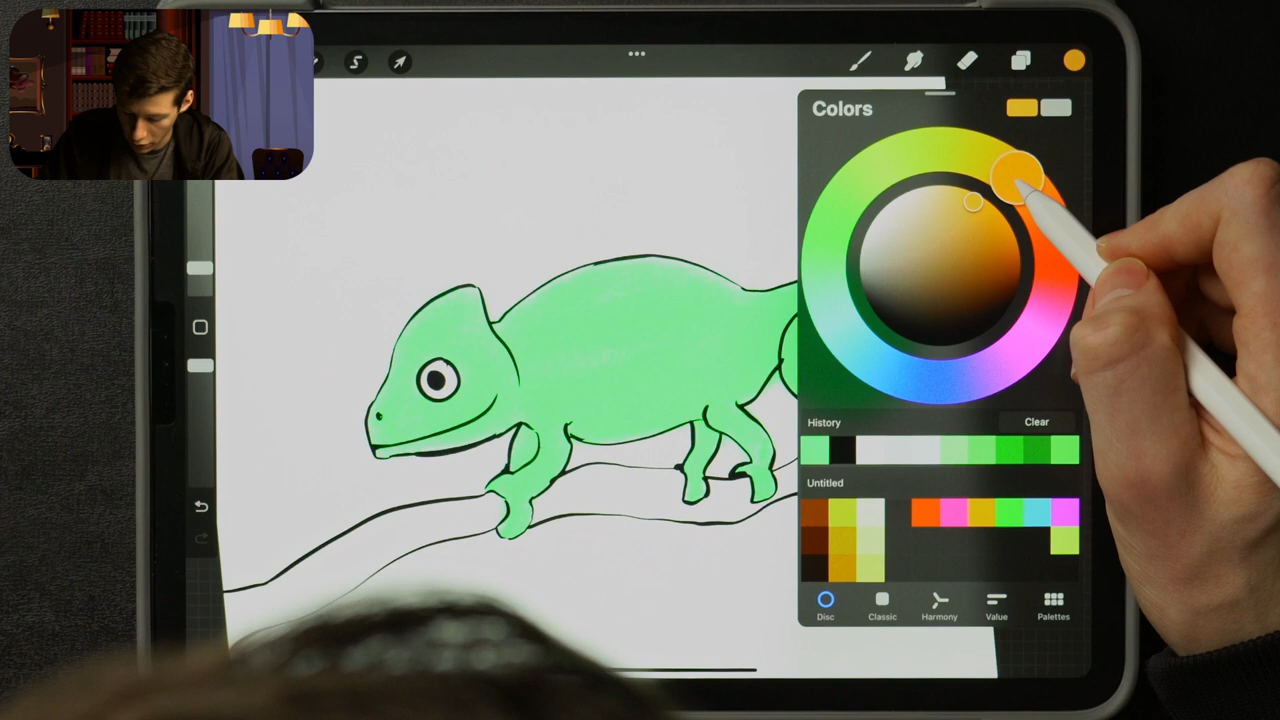 Colors
History
Clear
Untitled
Disc
Classic
Harmony
Value
Palettes